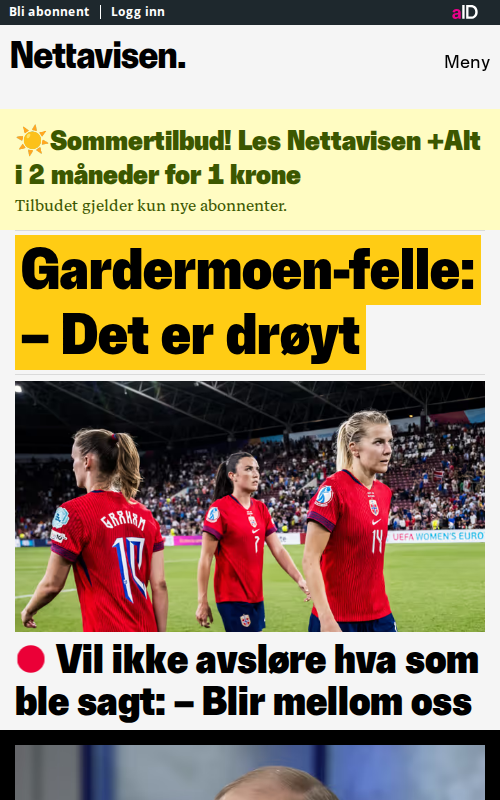 Bli abonnent | Logg inn
aID
Nettavisen.
Meny
☀️Sommertilbud! Les Nettavisen +Alt
i 2 måneder for 1 krone
Tilbudet gjelder kun nye abonnenter.
Gardermoen-felle:
– Det er drøyt
GRAHAM
7
14
UEFA WOMEN'S EURO
Vil ikke avsløre hva som
ble sagt: – Blir mellom oss